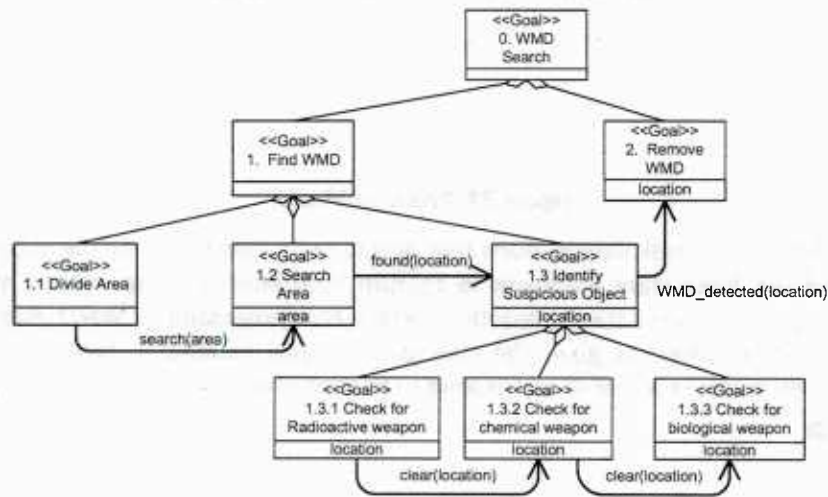 <<Goal>>
0. WMD
Search
<<Goal>>
1. Find WMD
<<Goal>>
2. Remove
WMD
location
<<Goal>>
1.1 Divide Area
<<Goal>>
1.2 Search
Area
area
found(location)
<<Goal>>
1.3 Identify
Suspicious Object
location
WMD_detected(location)
search(area)
<<Goal>>
1.3.1 Check for
Radioactive weapon
location
<<Goal>>
1.3.2 Check for
chemical weapon
location
<<Goal>>
1.3.3 Check for
biological weapon
location
clear(location)
clear(location)